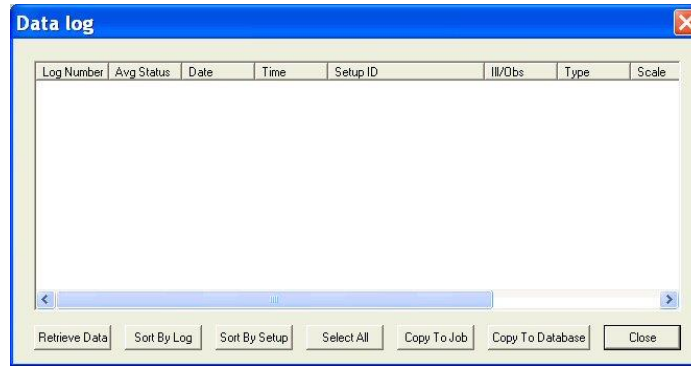 Data log
Log Number Avg Status Date Time Setup ID Ill/Obs Type Scale
Retrieve Data Sort By Log Sort By Setup Select All Copy To Job Copy To Database Close